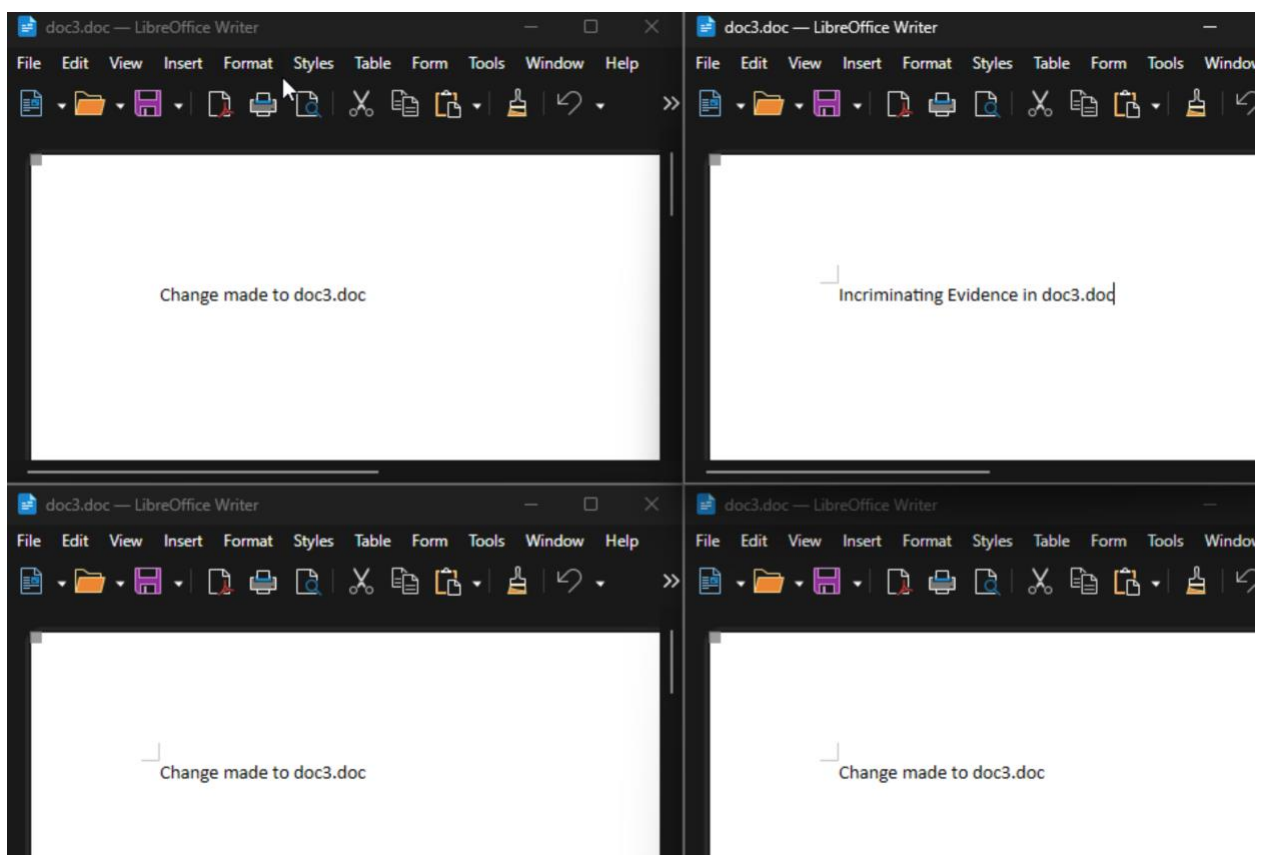 doc3.doc — LibreOffice Writer
File Edit View Insert Format Styles Table Form Tools Window Help
Change made to doc3.doc
doc3.doc — LibreOffice Writer
File Edit View Insert Format Styles Table Form Tools Window
Incriminating Evidence in doc3.doc
doc3.doc — LibreOffice Writer
File Edit View Insert Format Styles Table Form Tools Window Help
Change made to doc3.doc
doc3.doc — LibreOffice Writer
File Edit View Insert Format Styles Table Form Tools Window
Change made to doc3.doc